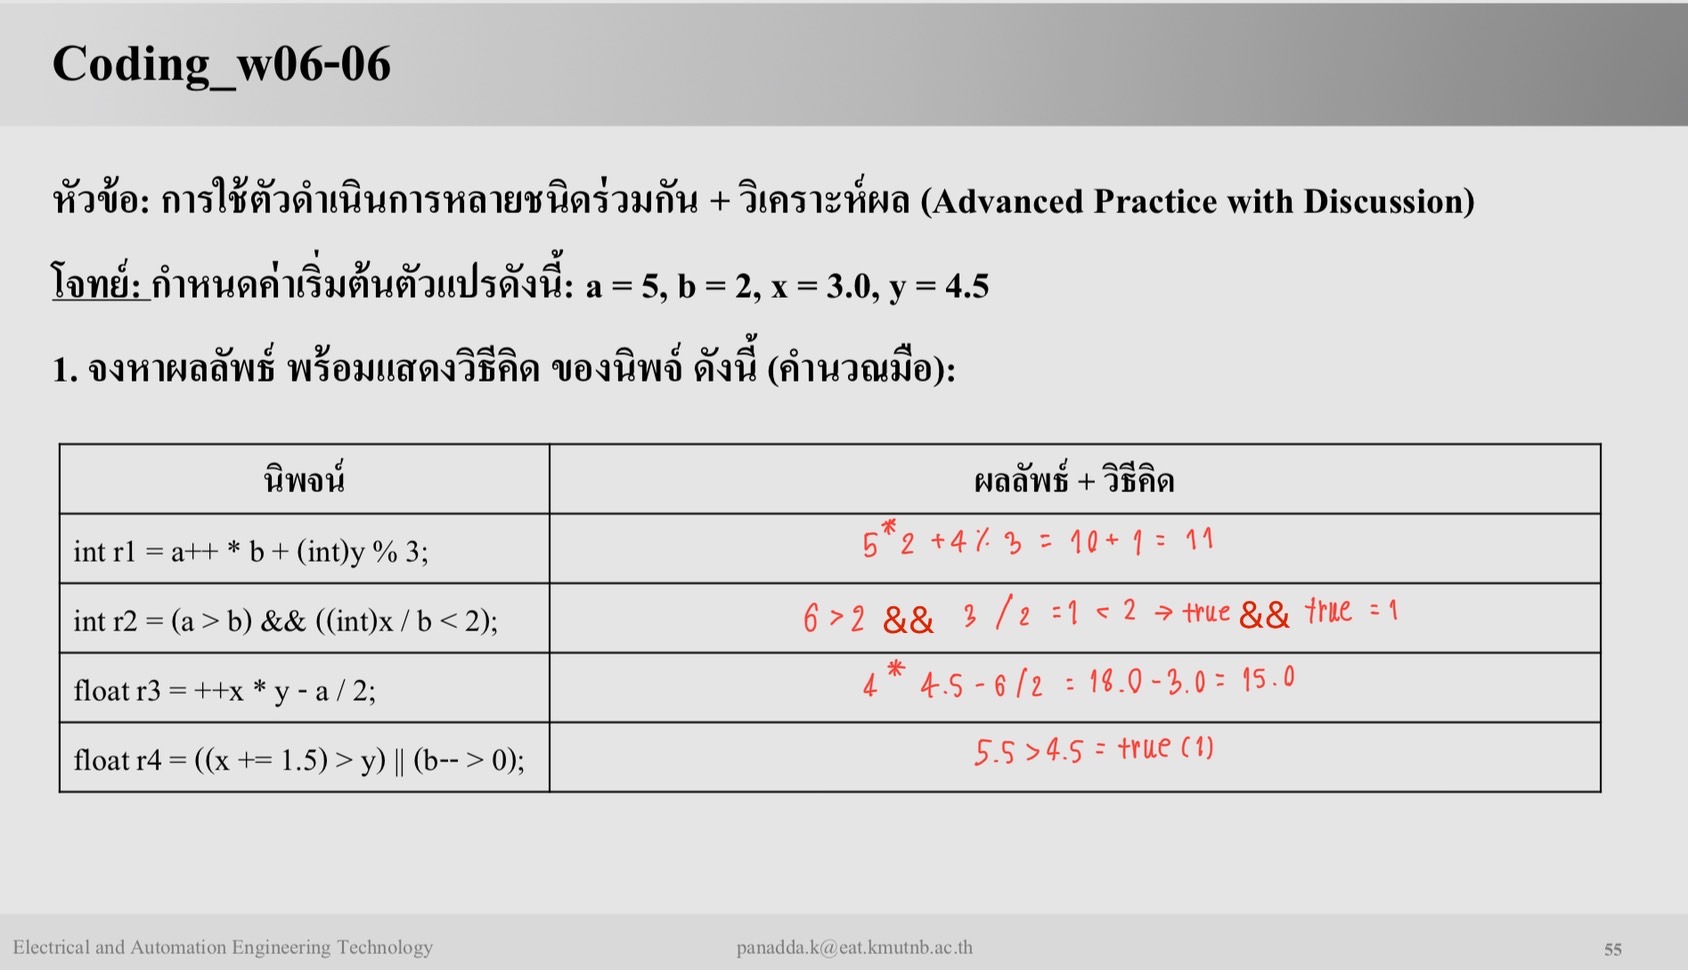 Coding_w06-06
หัวข้อ: การใช้ตัวดำเนินการหลายชนิดร่วมกัน + วิเคราะห์ผล (Advanced Practice with Discussion)
โจทย์: กำหนดค่าเริ่มต้นตัวแปรดังนี้: a = 5, b = 2, x = 3.0, y = 4.5
1. จงหาผลลัพธ์ พร้อมแสดงวิธีคิด ของนิพจ์ ดังนี้ (คำนวณมือ):
นิพจน์ ผลลัพธ์ + วิธีคิด
int r1 = a++ * b + (int)y % 3; 5*2 +4 % 3 = 10+ 1 = 11
int r2 = (a > b) && ((int)x / b < 2); 6 > 2 && 3 / 2 =1 < 2 → true && true = 1
float r3 = ++x * y - a / 2; 4 * 4.5 - 6/2 = 18.0-3.0= 15.0
float r4 = ((x += 1.5) > y) || (b-- > 0); 5.5 >4.5 = true (1)
Electrical and Automation Engineering Technology panadda.k@eat.kmutnb.ac.th 55